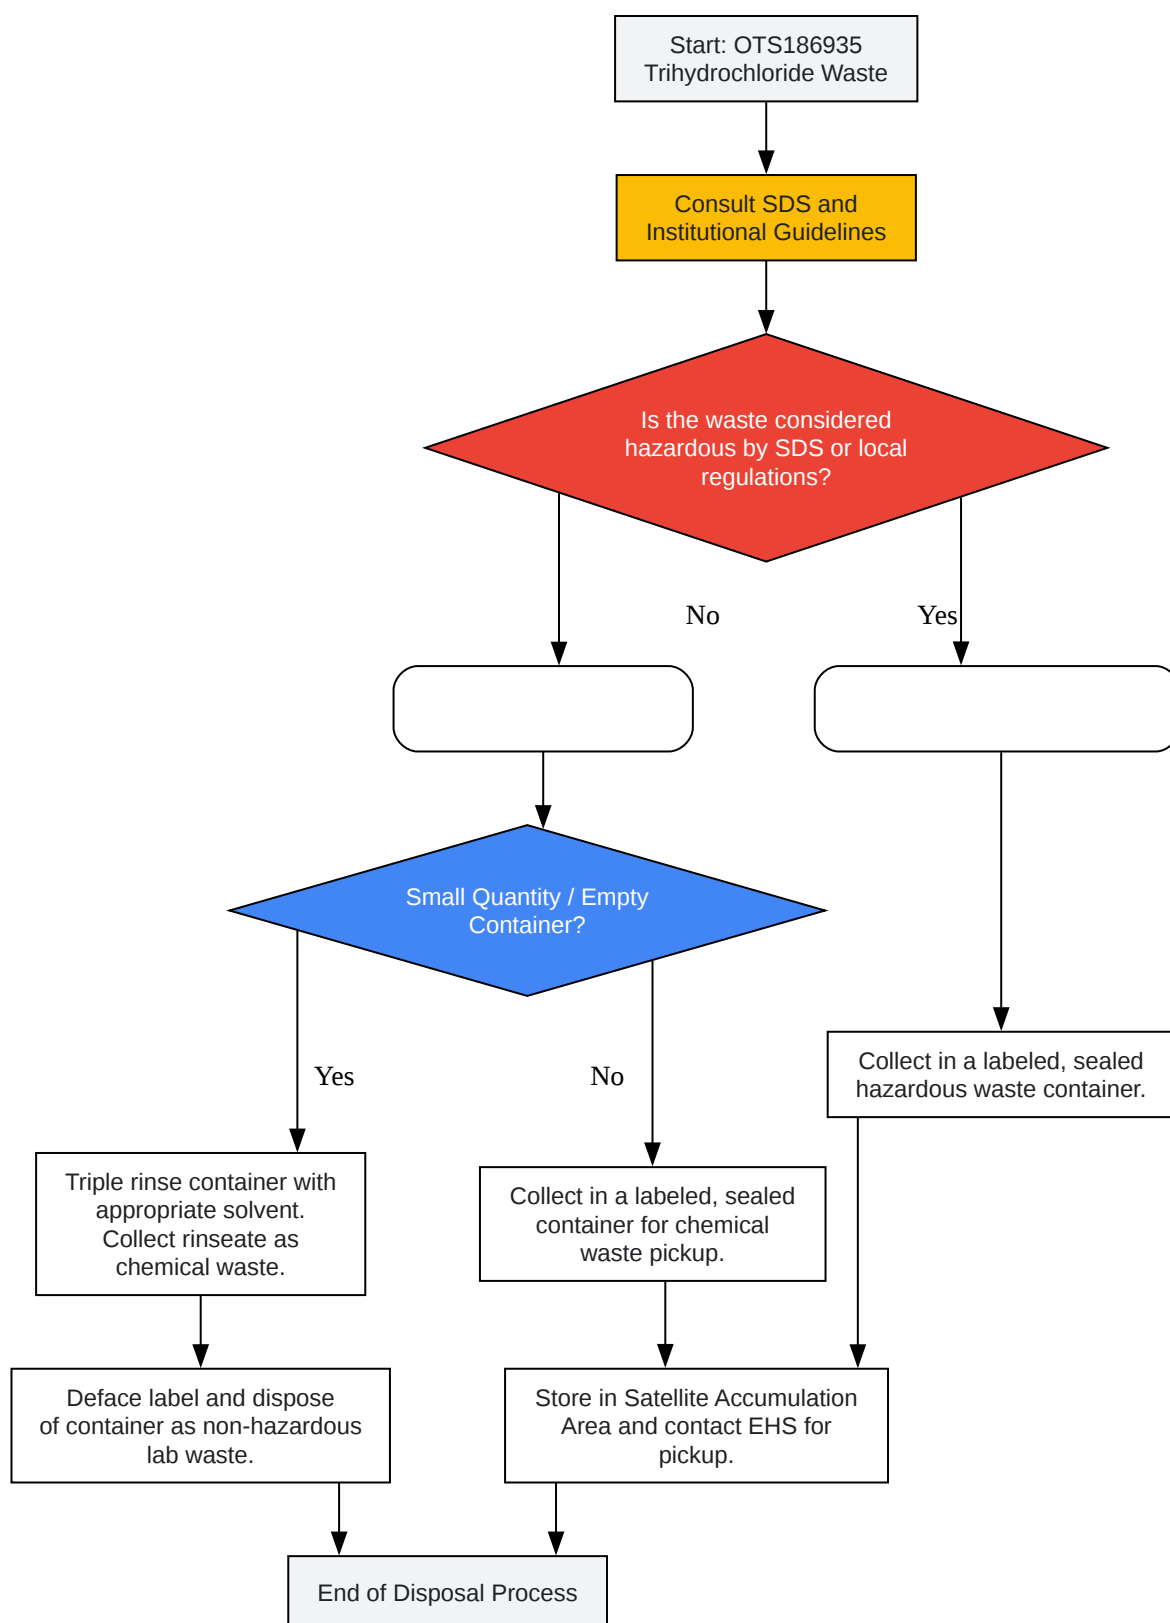 Start: OTS186935
Trihydrochloride Waste
Consult SDS and
Institutional Guidelines
Is the waste considered
hazardous by SDS or local
regulations?
No
Yes
Small Quantity / Empty
Container?
Yes
No
Collect in a labeled, sealed
hazardous waste container.
Triple rinse container with
appropriate solvent.
Collect rinseate as
chemical waste.
Collect in a labeled, sealed
container for chemical
waste pickup.
Deface label and dispose
of container as non-hazardous
lab waste.
Store in Satellite Accumulation
Area and contact EHS for
pickup.
End of Disposal Process